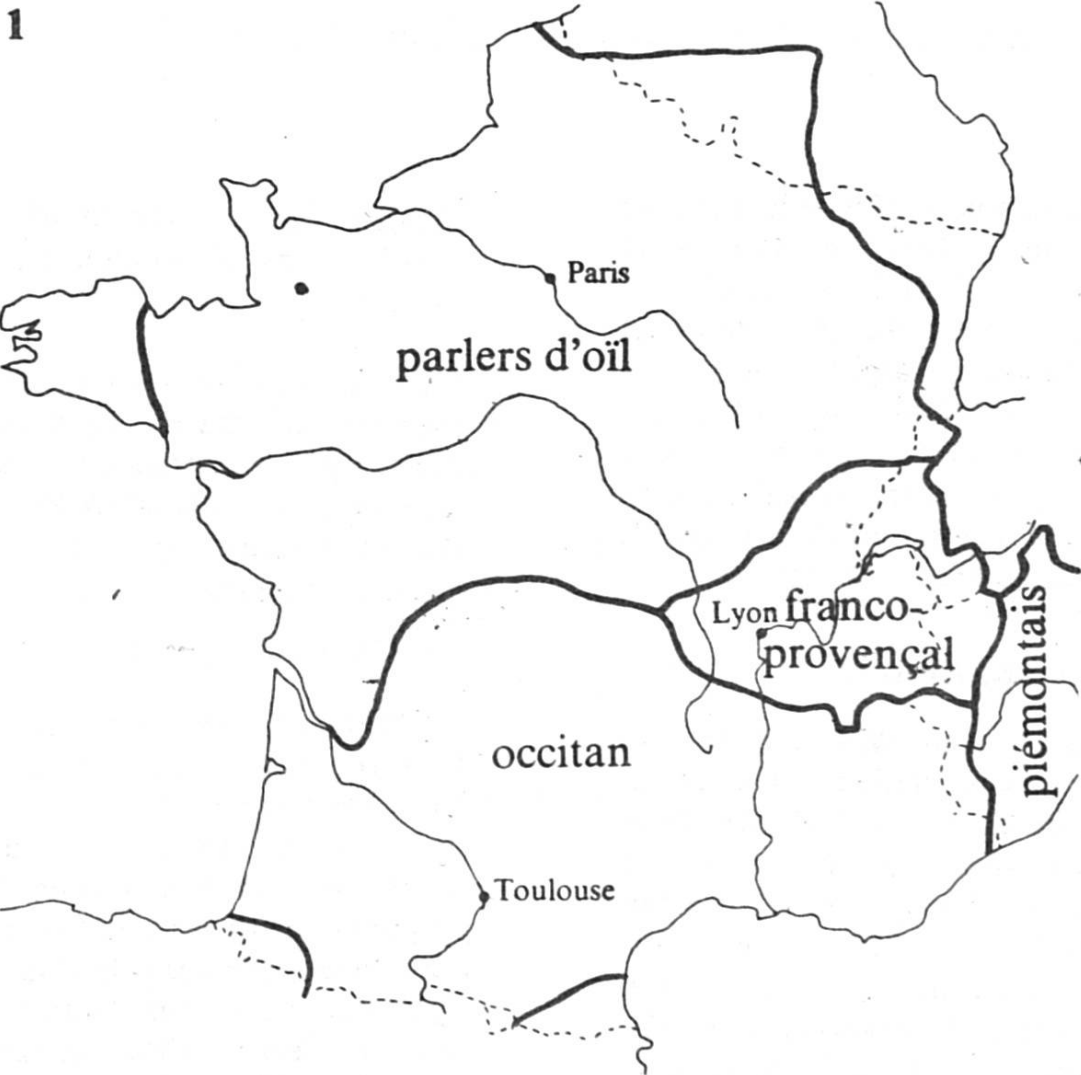 1
Paris
parlers d'oïl
Lyon franco-
provençal
piémontais
occitan
Toulouse